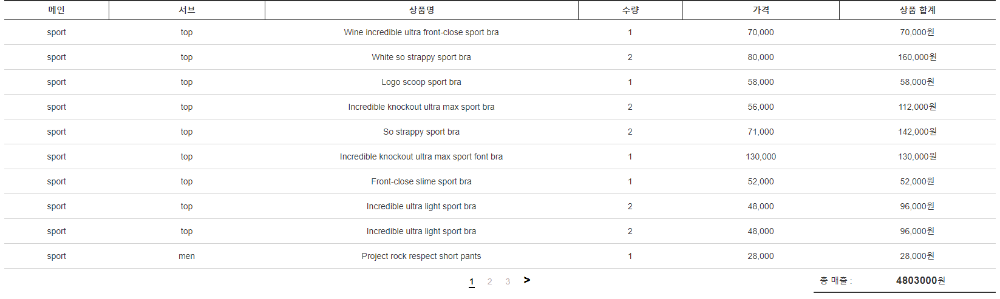 메인 서브 상품명 수량 가격 상품 합계
sport top Wine incredible ultra front-close sport bra 1 70,000 70,000원
sport top White so strappy sport bra 2 80,000 160,000원
sport top Logo scoop sport bra 1 58,000 58,000원
sport top Incredible knockout ultra max sport bra 2 56,000 112,000원
sport top So strappy sport bra 2 71,000 142,000원
sport top Incredible knockout ultra max sport font bra 1 130,000 130,000원
sport top Front-close slime sport bra 1 52,000 52,000원
sport top Incredible ultra light sport bra 2 48,000 96,000원
sport top Incredible ultra light sport bra 2 48,000 96,000원
sport men Project rock respect short pants 1 28,000 28,000원
1 2 3 > 총 매출 : 4803000원